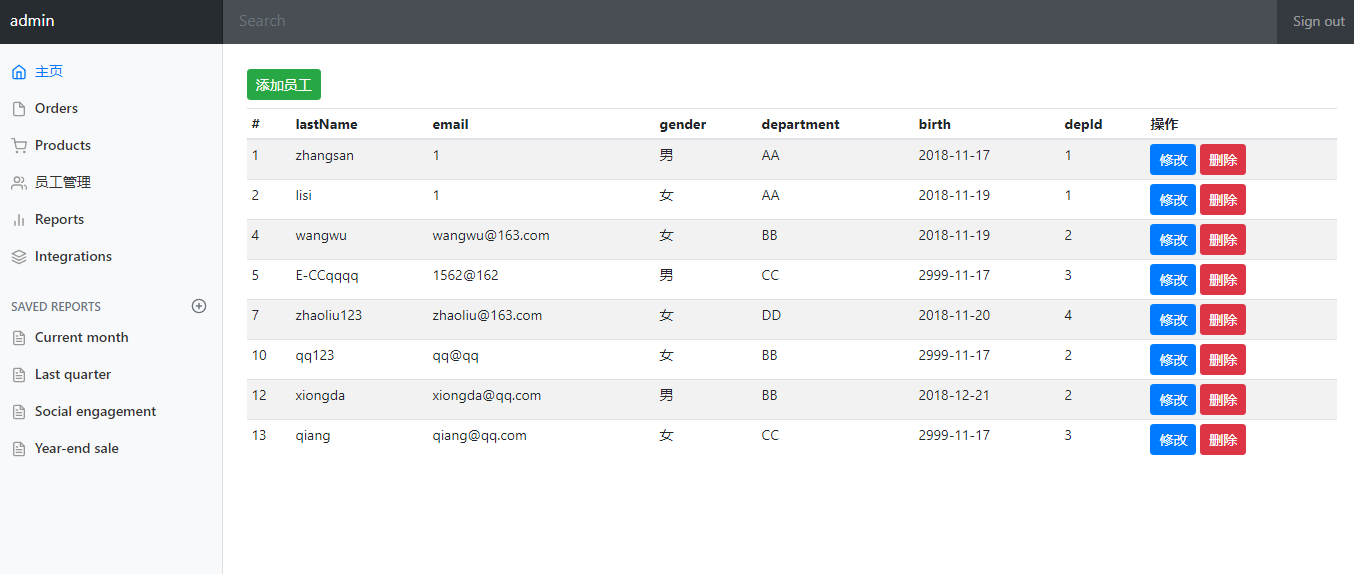 admin Search Sign out
主页
Orders
Products
员工管理
Reports
Integrations
SAVED REPORTS
Current month
Last quarter
Social engagement
Year-end sale
添加员工
# lastName email gender department birth depId 操作
1 zhangsan 1 男 AA 2018-11-17 1 修改 删除
2 lisi 1 女 AA 2018-11-19 1 修改 删除
4 wangwu wangwu@163.com 女 BB 2018-11-19 2 修改 删除
5 E-CCqqqq 1562@162 男 CC 2999-11-17 3 修改 删除
7 zhaoliu123 zhaoliu@163.com 女 DD 2018-11-20 4 修改 删除
10 qq123 qq@qq 女 BB 2999-11-17 2 修改 删除
12 xiongda xiongda@qq.com 男 BB 2018-12-21 2 修改 删除
13 qiang qiang@qq.com 女 CC 2999-11-17 3 修改 删除